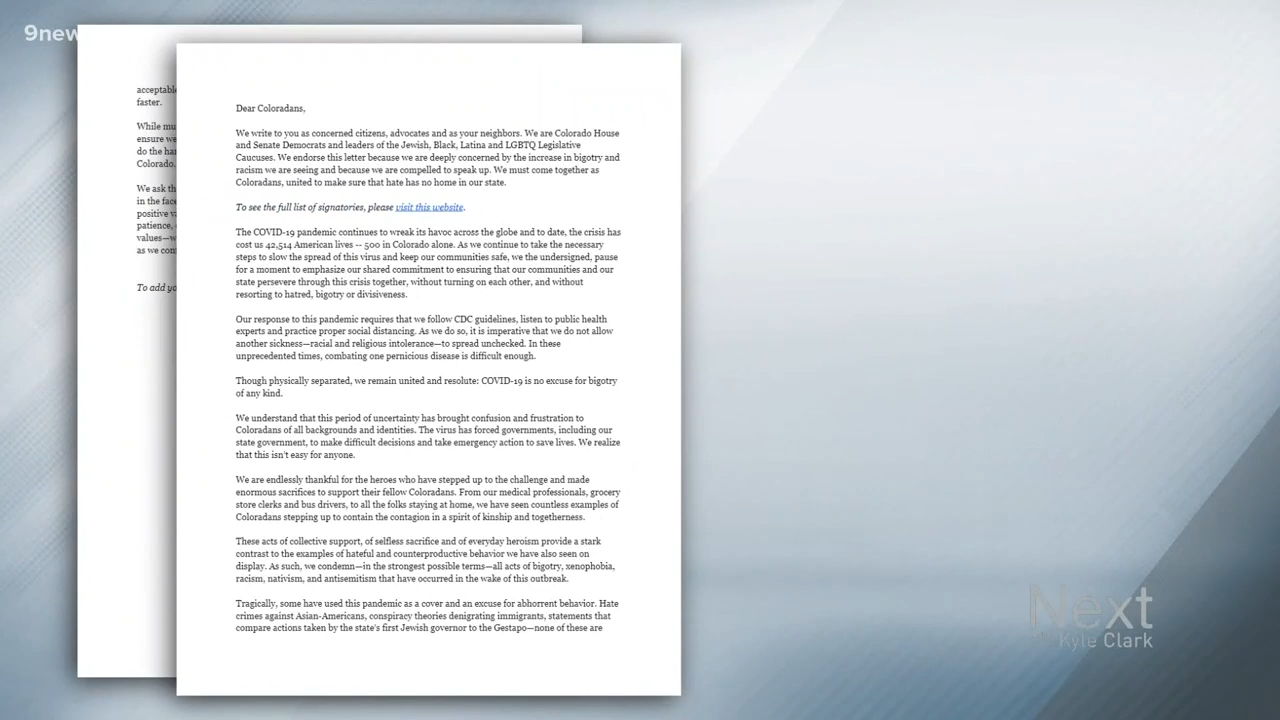 9new
acceptable
faster.
While mu
ensure we
do the har
Colorado.
We ask th
in the face
positive va
patience,
values—w
as we com
To add yo
Dear Coloradans,
We write to you as concerned citizens, advocates and as your neighbors. We are Colorado House
and Senate Democrats and leaders of the Jewish, Black, Latina and LGBTQ Legislative
Caucuses. We endorse this letter because we are deeply concerned by the increase in bigotry and
racism we are seeing and because we are compelled to speak up. We must come together as
Coloradans, united to make sure that hate has no home in our state.
To see the full list of signatories, please visit this website.
The COVID-19 pandemic continues to wreak its havoc across the globe and to date, the crisis has
cost us 42,514 American lives -- 500 in Colorado alone. As we continue to take the necessary
steps to slow the spread of this virus and keep our communities safe, we the undersigned, pause
for a moment to emphasize our shared commitment to ensuring that our communities and our
state persevere through this crisis together, without turning on each other, and without
resorting to hatred, bigotry or divisiveness.
Our response to this pandemic requires that we follow CDC guidelines, listen to public health
experts and practice proper social distancing. As we do so, it is imperative that we do not allow
another sickness—racial and religious intolerance—to spread unchecked. In these
unprecedented times, combating one pernicious disease is difficult enough.
Though physically separated, we remain united and resolute: COVID-19 is no excuse for bigotry
of any kind.
We understand that this period of uncertainty has brought confusion and frustration to
Coloradans of all backgrounds and identities. The virus has forced governments, including our
state government, to make difficult decisions and take emergency action to save lives. We realize
that this isn't easy for anyone.
We are endlessly thankful for the heroes who have stepped up to the challenge and made
enormous sacrifices to support their fellow Coloradans. From our medical professionals, grocery
store clerks and bus drivers, to all the folks staying at home, we have seen countless examples of
Coloradans stepping up to contain the contagion in a spirit of kinship and togetherness.
These acts of collective support, of selfless sacrifice and of everyday heroism provide a stark
contrast to the examples of hateful and counterproductive behavior we have also seen on
display. As such, we condemn—in the strongest possible terms—all acts of bigotry, xenophobia,
racism, nativism, and antisemitism that have occurred in the wake of this outbreak.
Tragically, some have used this pandemic as a cover and an excuse for abhorrent behavior. Hate
crimes against Asian-Americans, conspiracy theories denigrating immigrants, statements that
compare actions taken by the state's first Jewish governor to the Gestapo—none of these are
Next
Kyle Clark